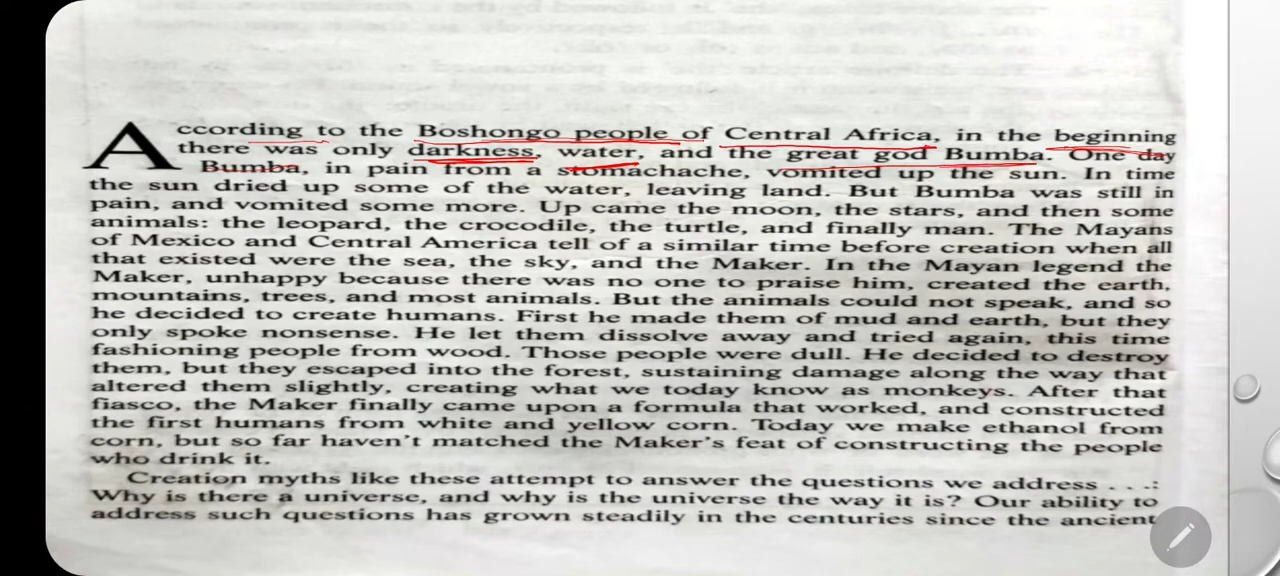 According to the Boshongo people of Central Africa, in the beginning
there was only darkness, water, and the great god Bumba. One day
Bumba, in pain from a stomachache, vomited up the sun. In time
the sun dried up some of the water, leaving land. But Bumba was still in
pain, and vomited some more. Up came the moon, the stars, and then some
animals: the leopard, the crocodile, the turtle, and finally man. The Mayans
of Mexico and Central America tell of a similar time before creation when all
that existed were the sea, the sky, and the Maker. In the Mayan legend the
Maker, unhappy because there was no one to praise him, created the earth,
mountains, trees, and most animals. But the animals could not speak, and so
he decided to create humans. First he made them of mud and earth, but they
only spoke nonsense. He let them dissolve away and tried again, this time
fashioning people from wood. Those people were dull. He decided to destroy
them, but they escaped into the forest, sustaining damage along the way that
altered them slightly, creating what we today know as monkeys. After that
fiasco, the Maker finally came upon a formula that worked, and constructed
the first humans from white and yellow corn. Today we make ethanol from
corn, but so far haven't matched the Maker's feat of constructing the people
who drink it.
Creation myths like these attempt to answer the questions we address . . .:
Why is there a universe, and why is the universe the way it is? Our ability to
address such questions has grown steadily in the centuries since the ancient